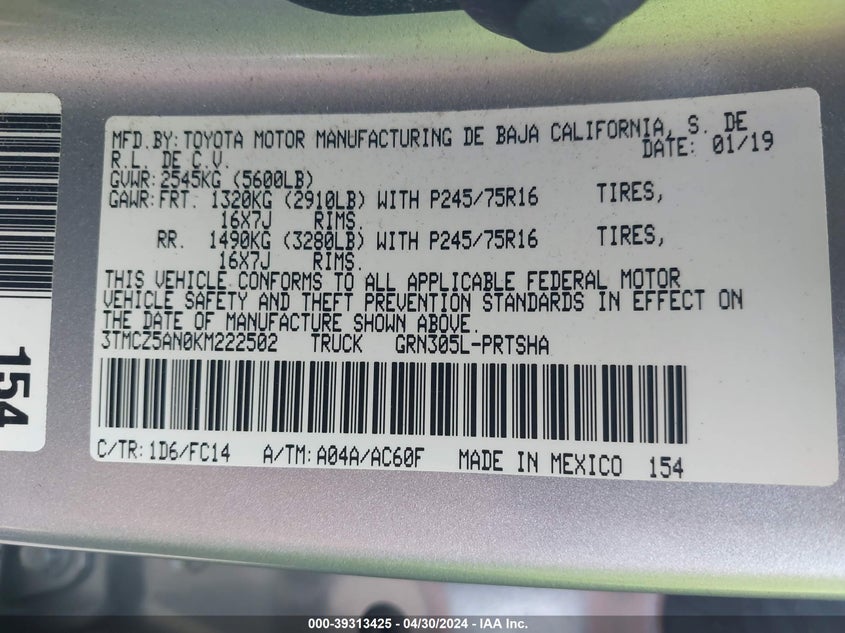 MFD.BY:TOYOTA MOTOR MANUFACTURING DE BAJA CALIFORNIA, S. DE
R.L. DE C.V. DATE: 01/19
GVWR:2545KG (5600LB)
GAWR:FRT. 1320KG (2910LB) WITH P245/75R16 TIRES,
16X7J RIMS.
RR. 1490KG (3280LB) WITH P245/75R16 TIRES,
16X7J RIMS.
THIS VEHICLE CONFORMS TO ALL APPLICABLE FEDERAL MOTOR
VEHICLE SAFETY AND THEFT PREVENTION STANDARDS IN EFFECT ON
THE DATE OF MANUFACTURE SHOWN ABOVE.
3TMCZ5AN0KM222502 TRUCK GRN305L-PRTSHA
C/TR:1D6/FC14 A/TM:A04A/AC60F MADE IN MEXICO 154
154
000-39313425 - 04/30/2024 - IAA Inc.